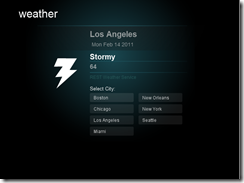 weather
Los Angeles
Mon Feb 14 2011
Stormy
64
Select City:
Boston
New Orleans
Chicago
New York
Los Angeles
Seattle
Miami